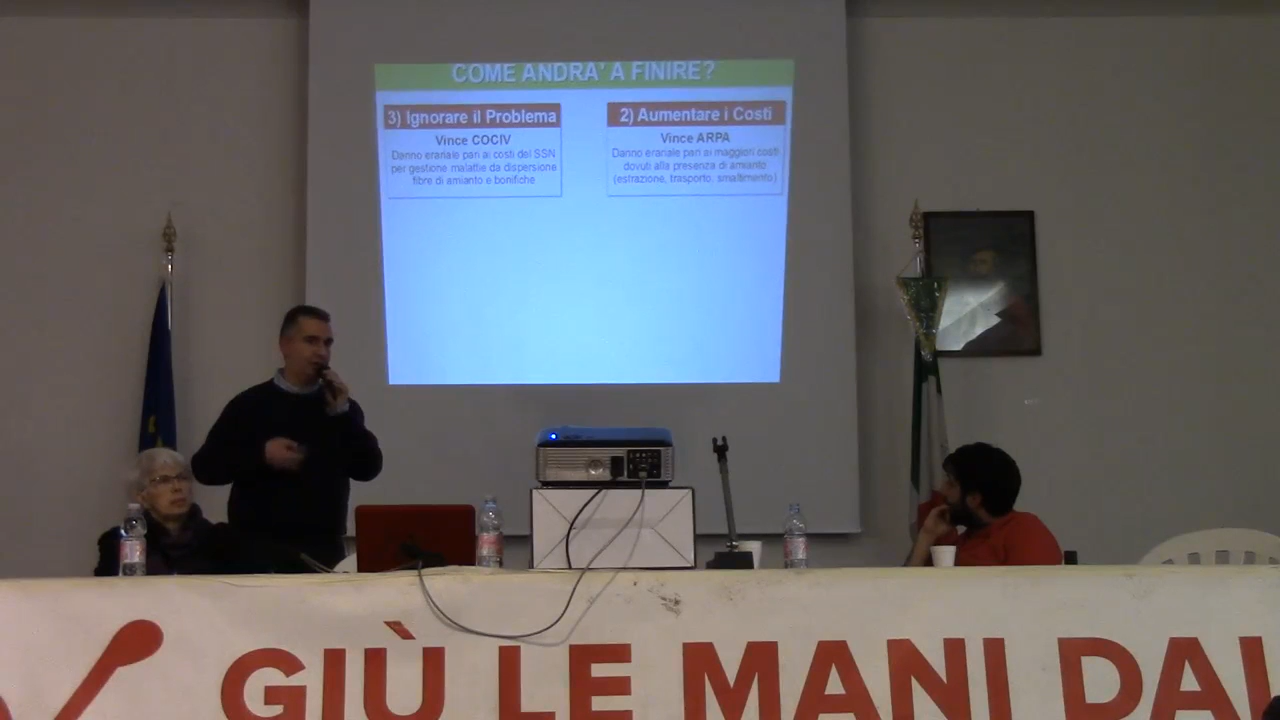 COME ANDRA' A FINIRE?
3) Ignorare il Problema
Vince COCIV
Danno erariale pari ai costi del SSN
per gestione malattie da dispersione
fibre di amianto e bonifiche
2) Aumentare i Costi
Vince ARPA
Danno erariale pari ai maggiori costi
dovuti alla presenza di amianto
(estrazione, trasporto, smaltimento)
GIÙ LE MANI DAL